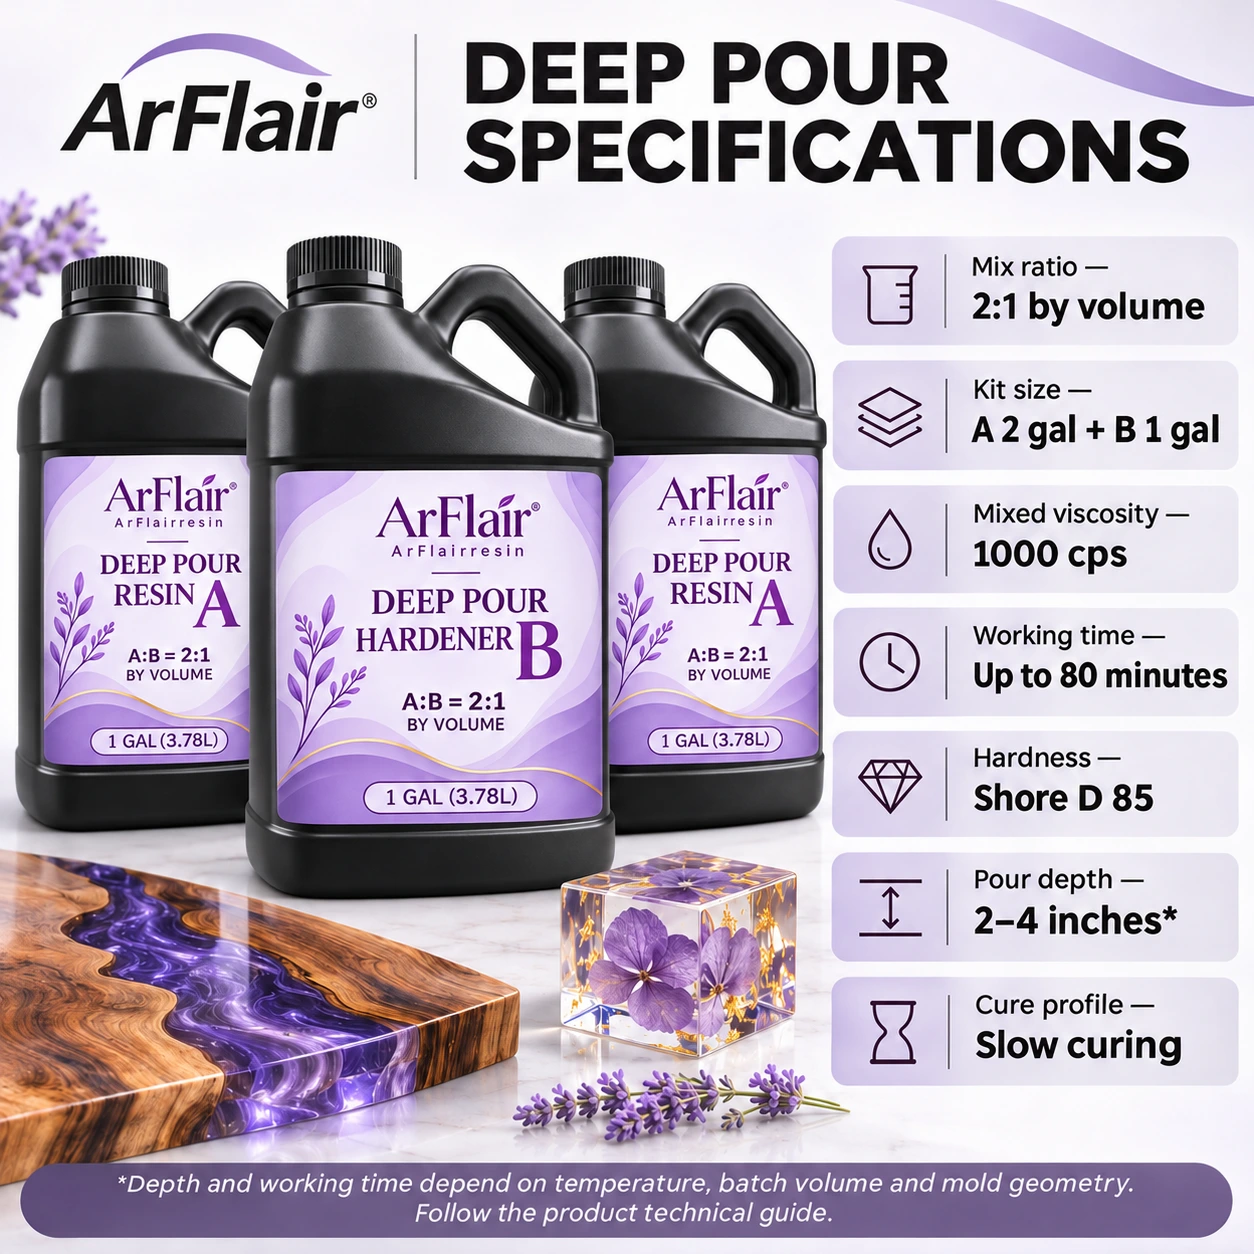 ArFlair®
DEEP POUR
SPECIFICATIONS
ArFlair®
ArFlairresin
DEEP POUR
RESIN A
A:B = 2:1
BY VOLUME
1 GAL (3.78L)
ArFlair®
ArFlairresin
DEEP POUR
HARDENER B
A:B = 2:1
BY VOLUME
1 GAL (3.78L)
ArFlair®
ArFlairresin
DEEP POUR
RESIN A
A:B = 2:1
BY VOLUME
1 GAL (3.78L)
Mix ratio —
2:1 by volume
Kit size —
A 2 gal + B 1 gal
Mixed viscosity —
1000 cps
Working time —
Up to 80 minutes
Hardness —
Shore D 85
Pour depth —
2–4 inches*
Cure profile —
Slow curing
*Depth and working time depend on temperature, batch volume and mold geometry.
Follow the product technical guide.